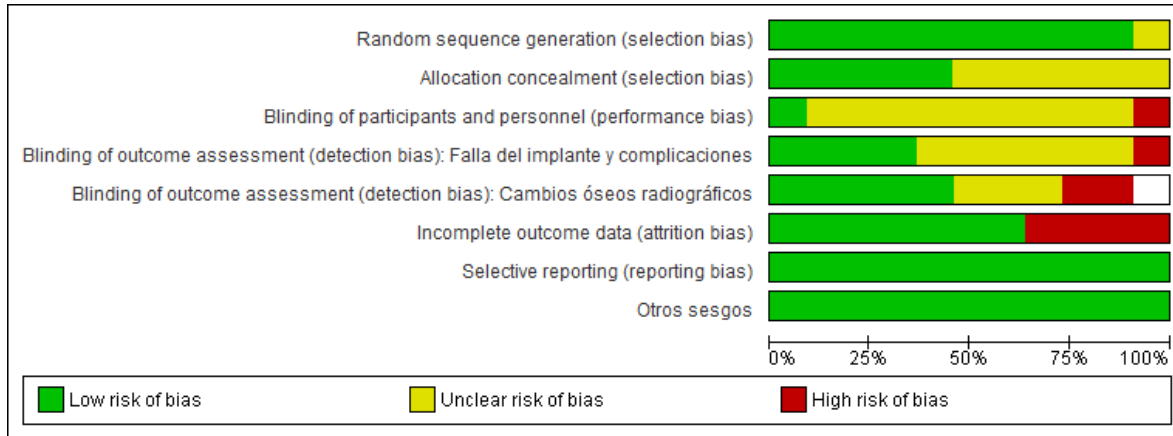 Random sequence generation (selection bias)
Allocation concealment (selection bias)
Blinding of participants and personnel (performance bias)
Blinding of outcome assessment (detection bias): Falla del implante y complicaciones
Blinding of outcome assessment (detection bias): Cambios óseos radiográficos
Incomplete outcome data (attrition bias)
Selective reporting (reporting bias)
Otros sesgos
0% 25% 50% 75% 100%
Low risk of bias Unclear risk of bias High risk of bias